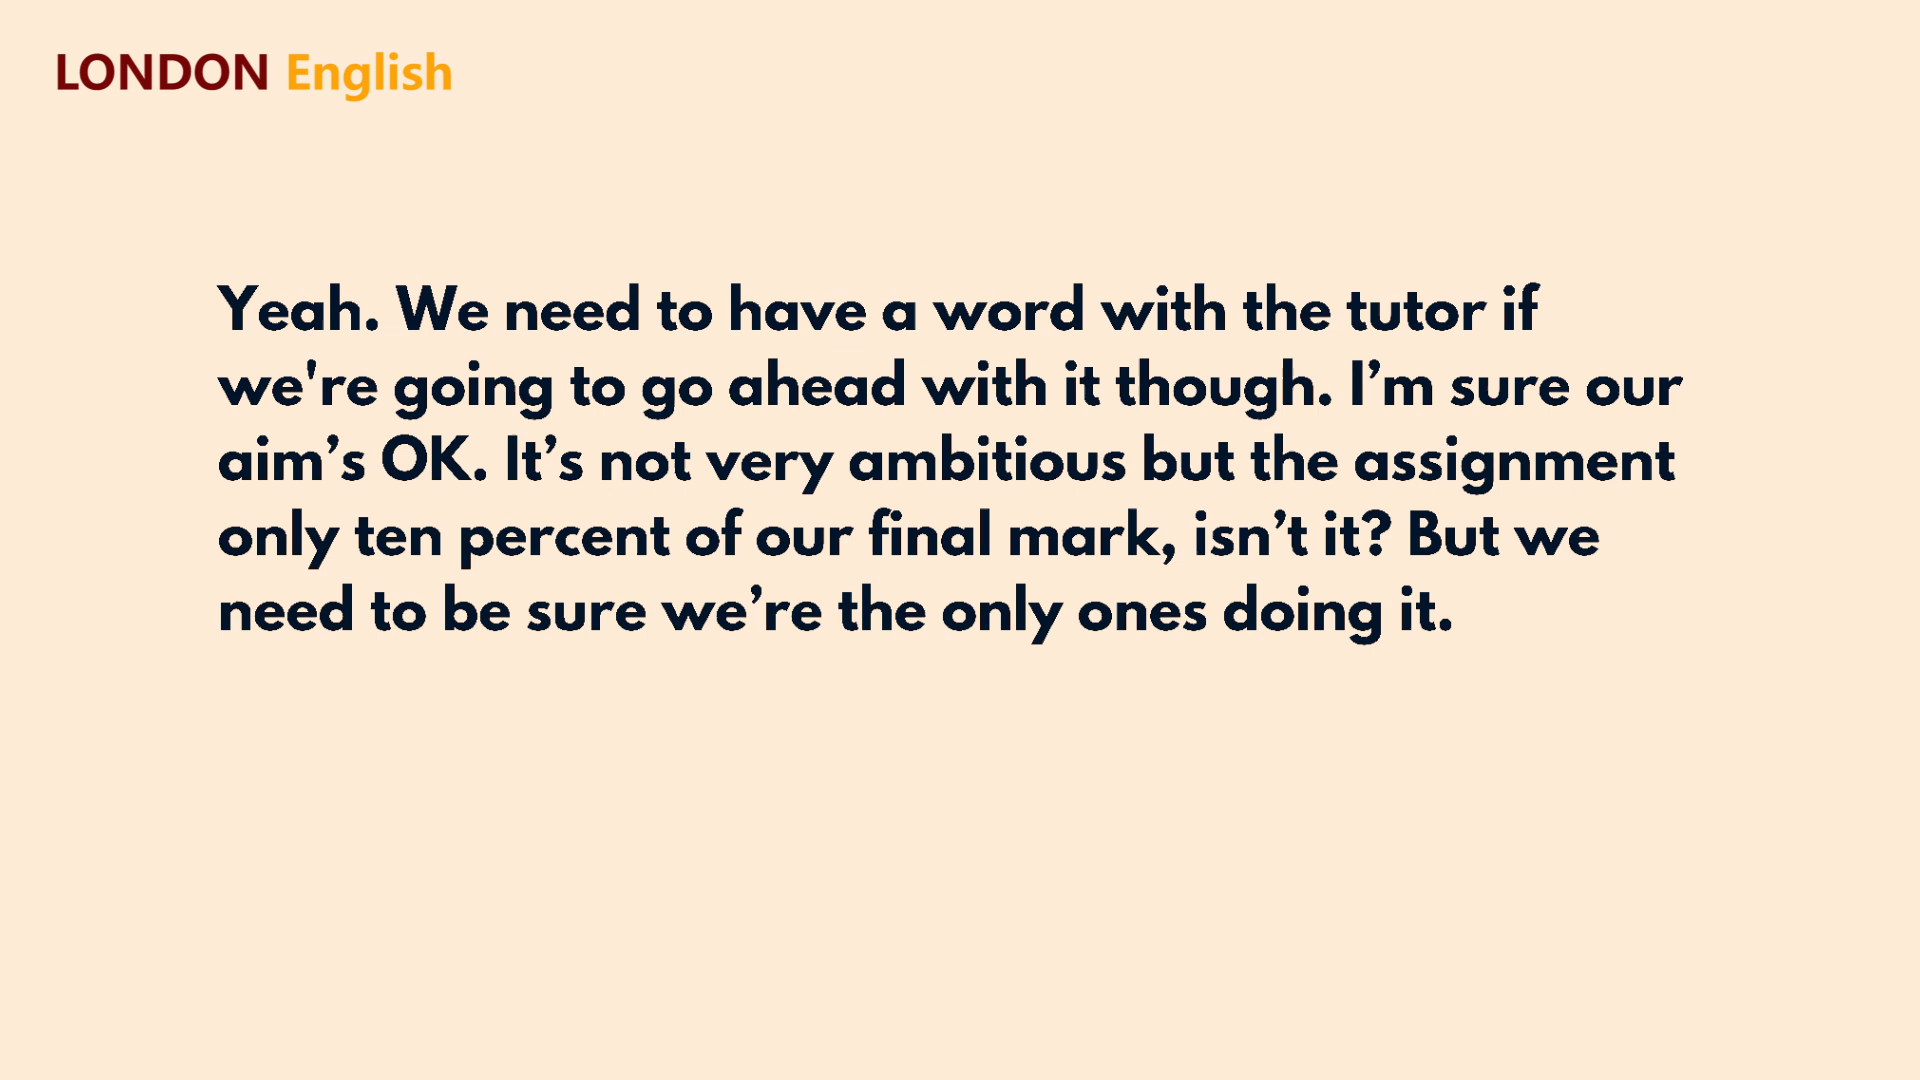 LONDON English
Yeah. We need to have a word with the tutor if
we're going to go ahead with it though. I’m sure our
aim’s OK. It’s not very ambitious but the assignment
only ten percent of our final mark, isn’t it? But we
need to be sure we’re the only ones doing it.